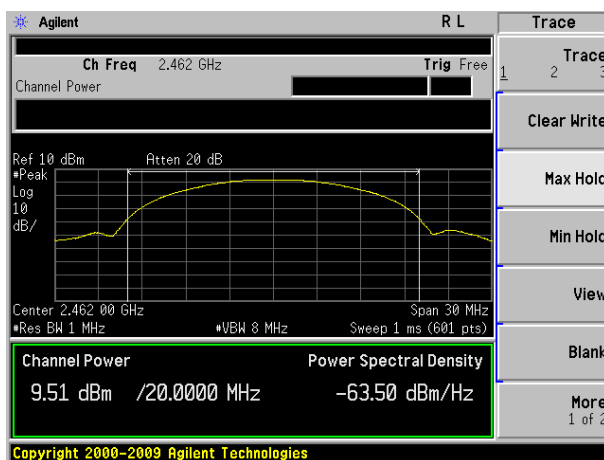 Agilent R L Trace
Ch Freq 2.462 GHz Trig Free
Channel Power
Trace
1 2 3
Clear Write
Max Hold
Min Hold
View
Blank
More
1 of 2
Ref 10 dBm Atten 20 dB
#Peak
Log
10
dB/
Center 2.462 00 GHz Span 30 MHz
#Res BW 1 MHz #VBW 8 MHz Sweep 1 ms (601 pts)
Channel Power Power Spectral Density
9.51 dBm /20.0000 MHz -63.50 dBm/Hz
Copyright 2000-2009 Agilent Technologies